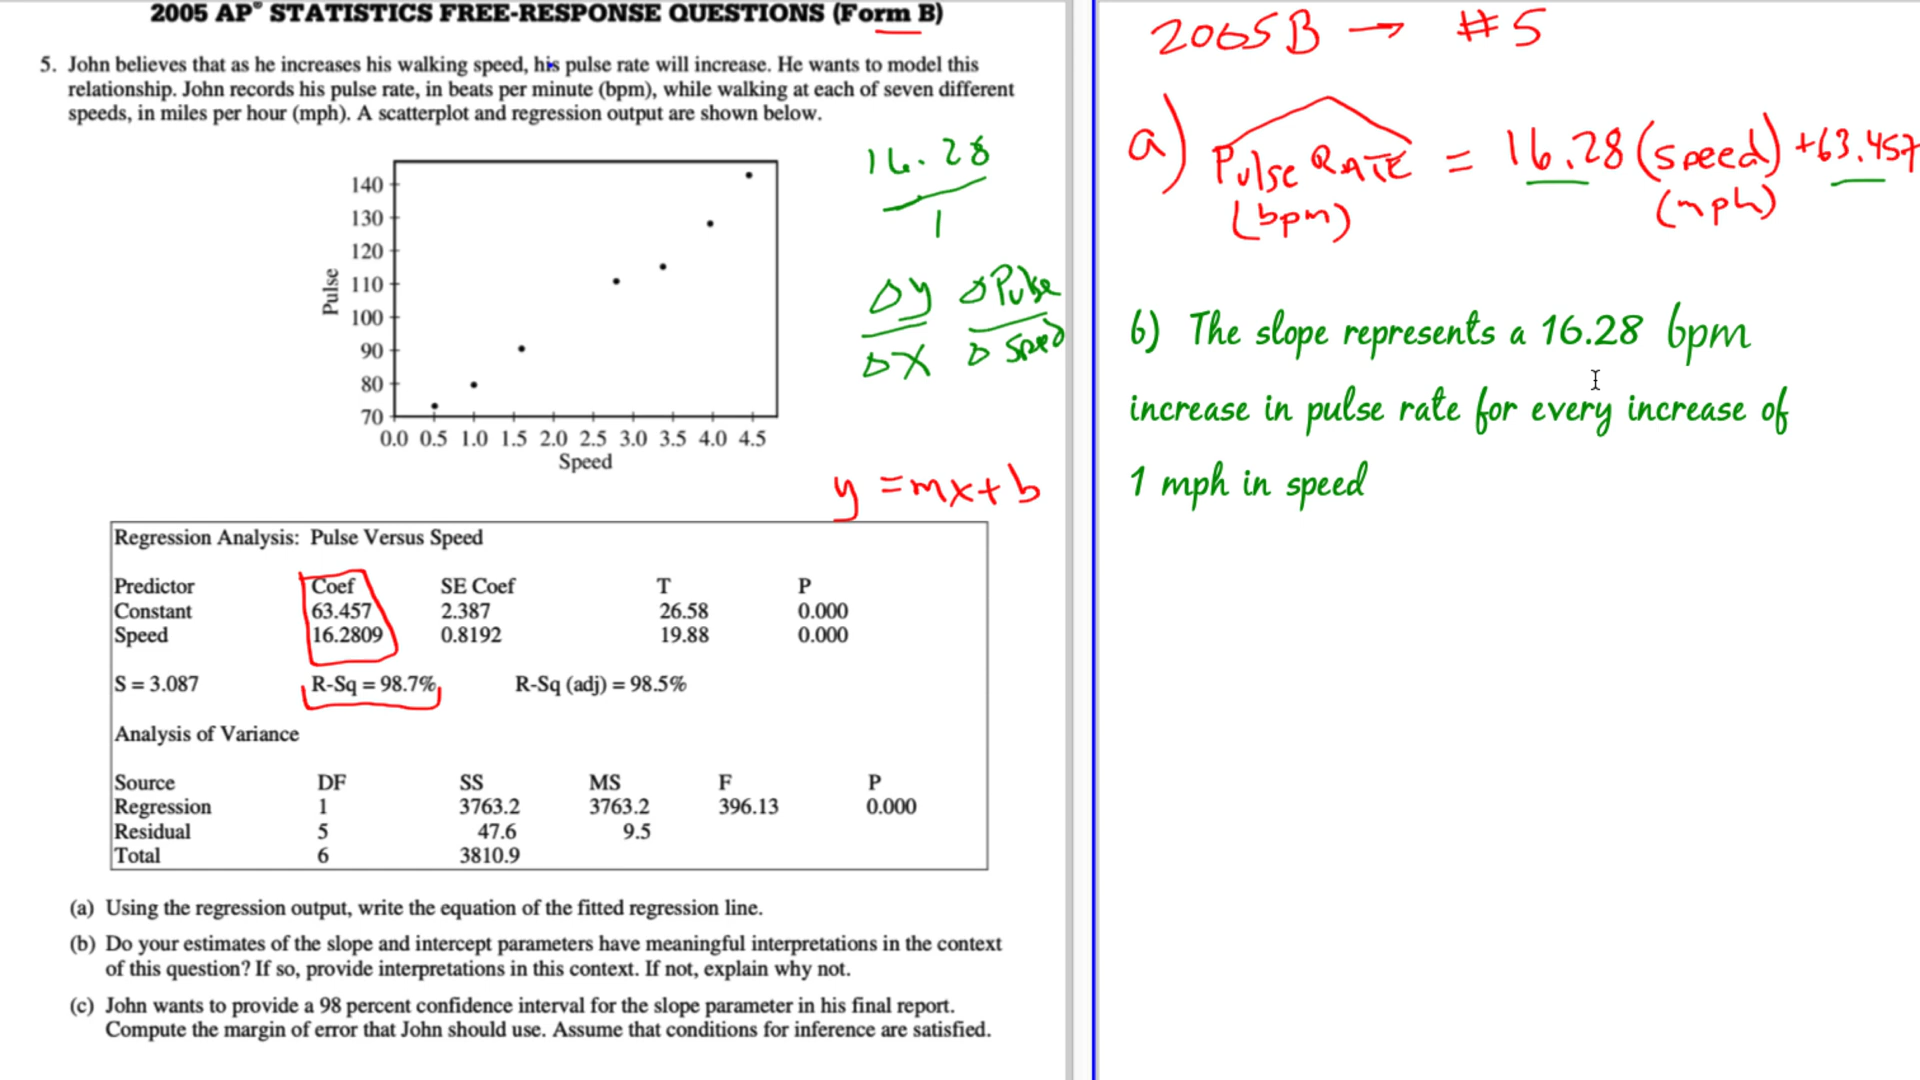 2005 AP® STATISTICS FREE-RESPONSE QUESTIONS (Form B)
5. John believes that as he increases his walking speed, his pulse rate will increase. He wants to model this
relationship. John records his pulse rate, in beats per minute (bpm), while walking at each of seven different
speeds, in miles per hour (mph). A scatterplot and regression output are shown below.
140
130
120
110
100
90
80
70
Pulse
0.0 0.5 1.0 1.5 2.0 2.5 3.0 3.5 4.0 4.5
Speed
16.28
1
Δy ΔPulse
Δx Δ Speed
y = mx + b
Regression Analysis: Pulse Versus Speed
Predictor Coef SE Coef T P
Constant 63.457 2.387 26.58 0.000
Speed 16.2809 0.8192 19.88 0.000
S = 3.087 R-Sq = 98.7% R-Sq (adj) = 98.5%
Analysis of Variance
Source DF SS MS F P
Regression 1 3763.2 3763.2 396.13 0.000
Residual 5 47.6 9.5
Total 6 3810.9
(a) Using the regression output, write the equation of the fitted regression line.
(b) Do your estimates of the slope and intercept parameters have meaningful interpretations in the context
of this question? If so, provide interpretations in this context. If not, explain why not.
(c) John wants to provide a 98 percent confidence interval for the slope parameter in his final report.
Compute the margin of error that John should use. Assume that conditions for inference are satisfied.
2005B → #5
a) Pulse RATE = 16.28 (speed) + 63.457
(bpm) (mph)
b) The slope represents a 16.28 bpm
increase in pulse rate for every increase of
1 mph in speed